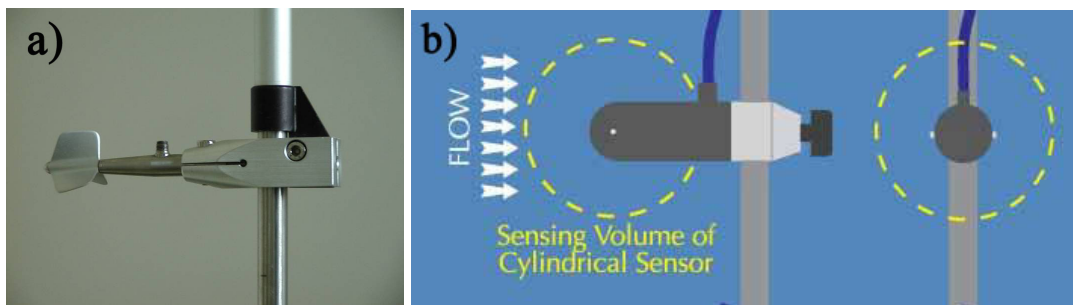 a)
b)
FLOW
Sensing Volume of
Cylindrical Sensor